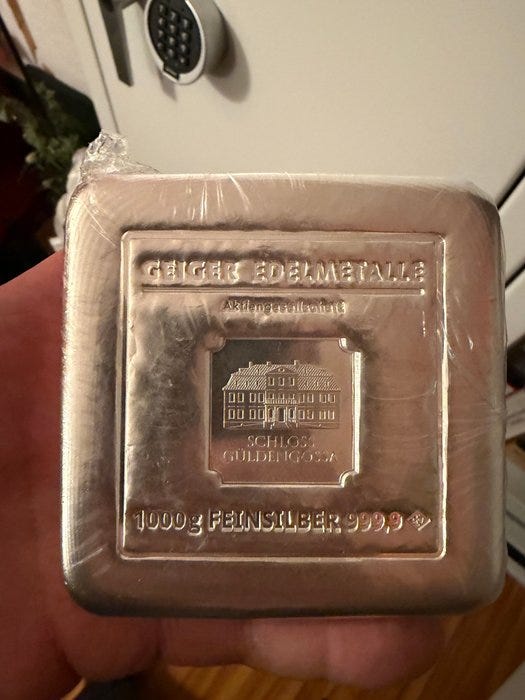 GEIGER EDELMETALLE
Aktiengesellschaft
SCHLOSS
GÜLDENGOSSA
1000g FEINSILBER 999,9